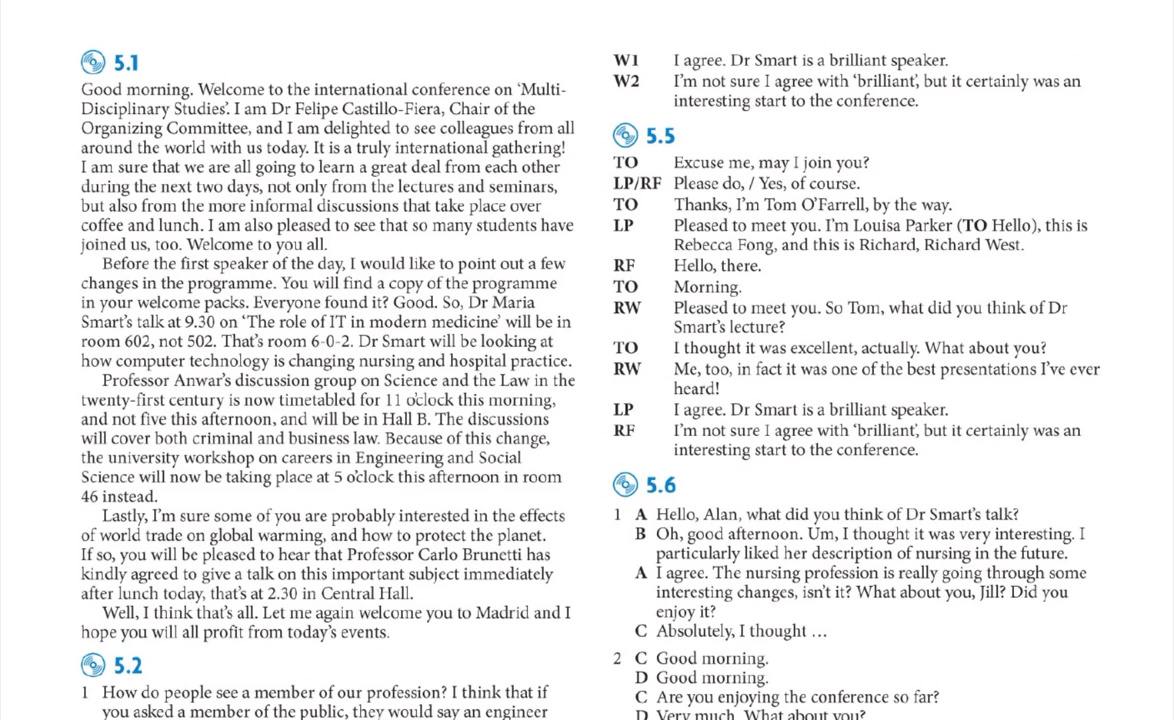 5.1
Good morning. Welcome to the international conference on ‘Multi-
Disciplinary Studies’. I am Dr Felipe Castillo-Fiera, Chair of the
Organizing Committee, and I am delighted to see colleagues from all
around the world with us today. It is a truly international gathering!
I am sure that we are all going to learn a great deal from each other
during the next two days, not only from the lectures and seminars,
but also from the more informal discussions that take place over
coffee and lunch. I am also pleased to see that so many students have
joined us, too. Welcome to you all.
Before the first speaker of the day, I would like to point out a few
changes in the programme. You will find a copy of the programme
in your welcome packs. Everyone found it? Good. So, Dr Maria
Smart’s talk at 9.30 on ‘The role of IT in modern medicine’ will be in
room 602, not 502. That’s room 6-0-2. Dr Smart will be looking at
how computer technology is changing nursing and hospital practice.
Professor Anwar’s discussion group on Science and the Law in the
twenty-first century is now timetabled for 11 o’clock this morning,
and not five this afternoon, and will be in Hall B. The discussions
will cover both criminal and business law. Because of this change,
the university workshop on careers in Engineering and Social
Science will now be taking place at 5 o’clock this afternoon in room
46 instead.
Lastly, I’m sure some of you are probably interested in the effects
of world trade on global warming, and how to protect the planet.
If so, you will be pleased to hear that Professor Carlo Brunetti has
kindly agreed to give a talk on this important subject immediately
after lunch today, that’s at 2.30 in Central Hall.
Well, I think that’s all. Let me again welcome you to Madrid and I
hope you will all profit from today’s events.
5.2
1 How do people see a member of our profession? I think that if
you asked a member of the public, they would say an engineer
W1 I agree. Dr Smart is a brilliant speaker.
W2 I’m not sure I agree with ‘brilliant’, but it certainly was an
interesting start to the conference.
5.5
TO Excuse me, may I join you?
LP/RF Please do, / Yes, of course.
TO Thanks, I’m Tom O’Farrell, by the way.
LP Pleased to meet you. I’m Louisa Parker (TO Hello), this is
Rebecca Fong, and this is Richard, Richard West.
RF Hello, there.
TO Morning.
RW Pleased to meet you. So Tom, what did you think of Dr
Smart’s lecture?
TO I thought it was excellent, actually. What about you?
RW Me, too, in fact it was one of the best presentations I’ve ever
heard!
LP I agree. Dr Smart is a brilliant speaker.
RF I’m not sure I agree with ‘brilliant’, but it certainly was an
interesting start to the conference.
5.6
1 A Hello, Alan, what did you think of Dr Smart’s talk?
B Oh, good afternoon. Um, I thought it was very interesting. I
particularly liked her description of nursing in the future.
A I agree. The nursing profession is really going through some
interesting changes, isn’t it? What about you, Jill? Did you
enjoy it?
C Absolutely, I thought …
2 C Good morning.
D Good morning.
C Are you enjoying the conference so far?
D Very much. What about you?